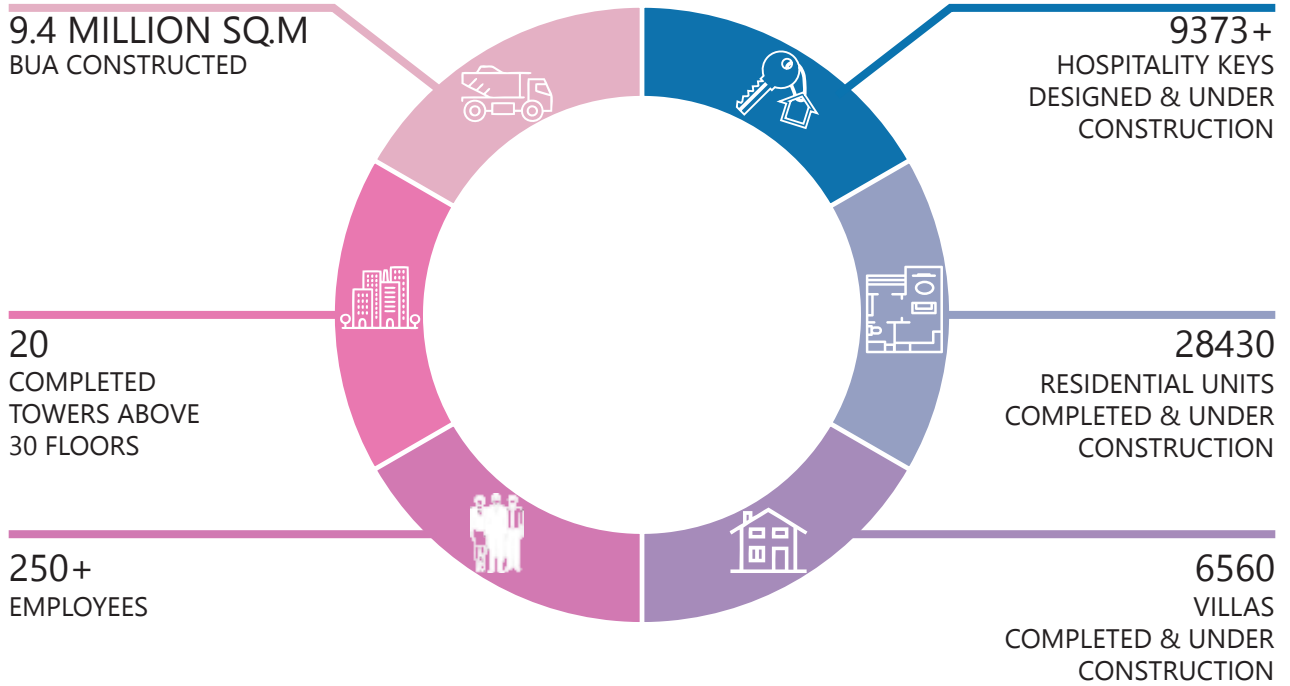 9.4 MILLION SQ.M
BUA CONSTRUCTED
9373+
HOSPITALITY KEYS
DESIGNED & UNDER
CONSTRUCTION
20
COMPLETED
TOWERS ABOVE
30 FLOORS
28430
RESIDENTIAL UNITS
COMPLETED & UNDER
CONSTRUCTION
250+
EMPLOYEES
6560
VILLAS
COMPLETED & UNDER
CONSTRUCTION